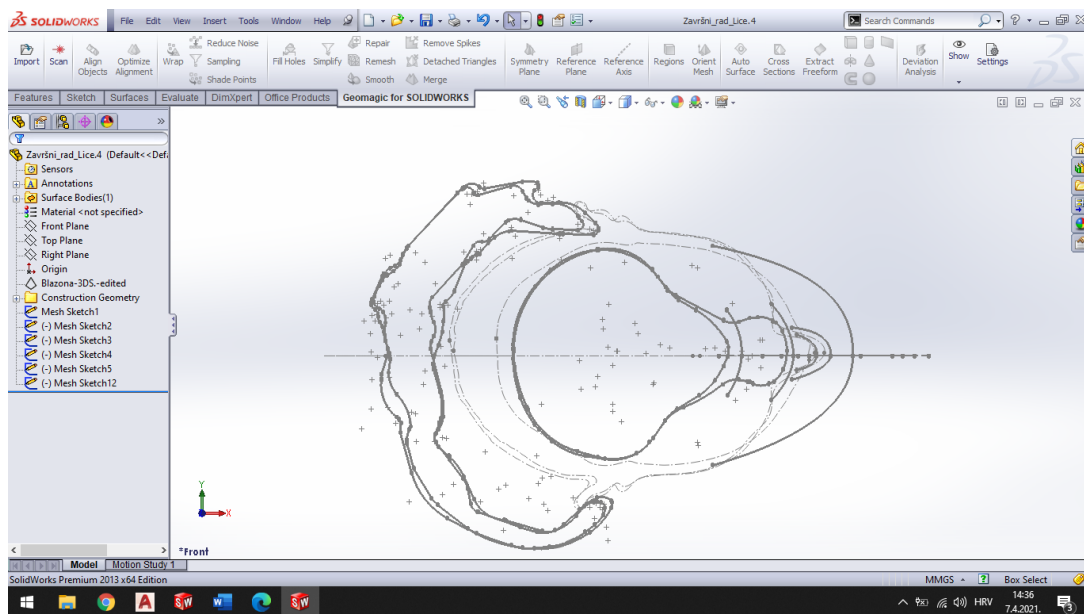 3S SOLIDWORKS File Edit View Insert Tools Window Help Završni_rad_Lice.4 Search Commands
Import Scan Align Objects Optimize Alignment Wrap Reduce Noise Sampling Shade Points Fill Holes Simplify Repair Remesh Smooth Remove Spikes Detached Triangles Merge Symmetry Plane Reference Plane Reference Axis Regions Orient Mesh Auto Surface Cross Sections Extract Freeform Deviation Analysis Show Settings
Features Sketch Surfaces Evaluate DimXpert Office Products Geomagic for SOLIDWORKS
Završni_rad_Lice.4 (Default<<Def
Sensors
Annotations
Surface Bodies(1)
Material <not specified>
Front Plane
Top Plane
Right Plane
Origin
Blazona-3DS.-edited
Construction Geometry
Mesh Sketch1
(-) Mesh Sketch2
(-) Mesh Sketch3
(-) Mesh Sketch4
(-) Mesh Sketch5
(-) Mesh Sketch12
Y
X
*Front
Model Motion Study 1
SolidWorks Premium 2013 x64 Edition MMGS Box Select
HRV 14:36
7.4.2021. 3